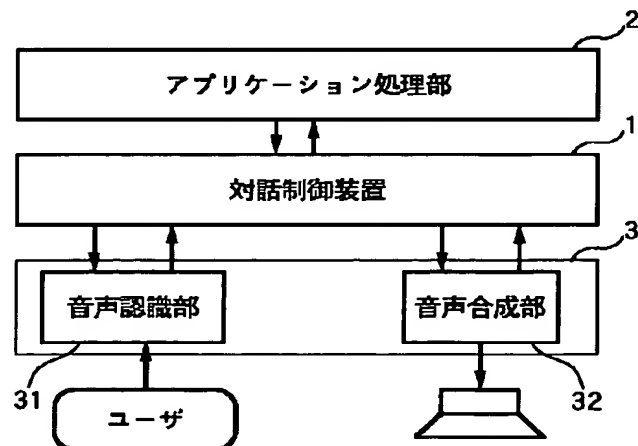 2
アプリケーション処理部
1
対話制御装置
3
音声認識部
音声合成部
31
32
ユーザ